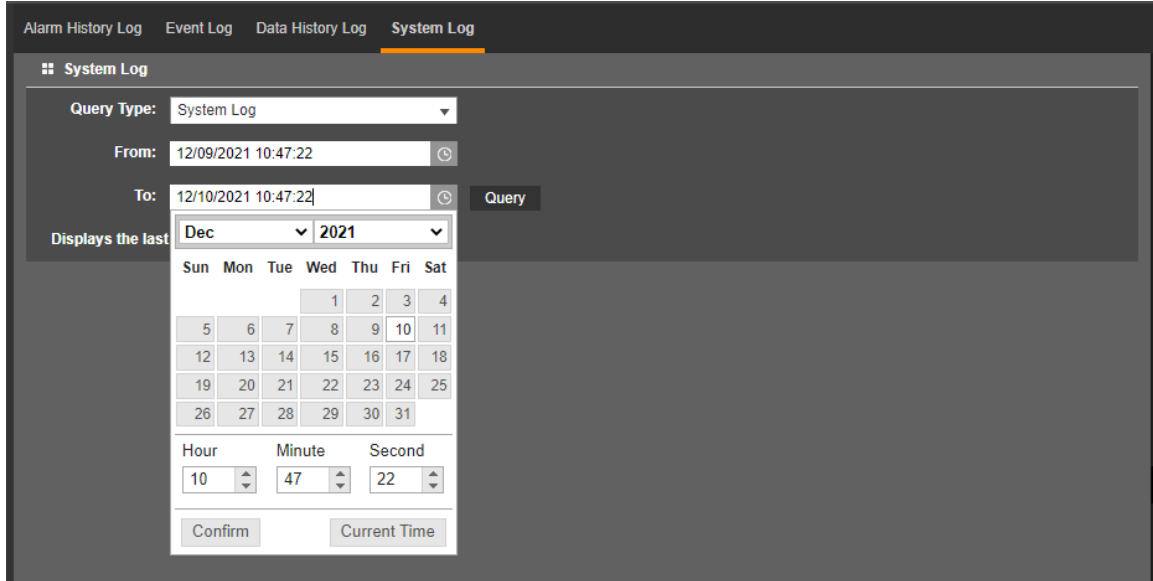 Alarm History Log Event Log Data History Log System Log
System Log
Query Type: System Log
From: 12/09/2021 10:47:22
To: 12/10/2021 10:47:22 Query
Displays the last
Dec 2021
Sun Mon Tue Wed Thu Fri Sat
1 2 3 4
5 6 7 8 9 10 11
12 13 14 15 16 17 18
19 20 21 22 23 24 25
26 27 28 29 30 31
Hour Minute Second
10 47 22
Confirm Current Time